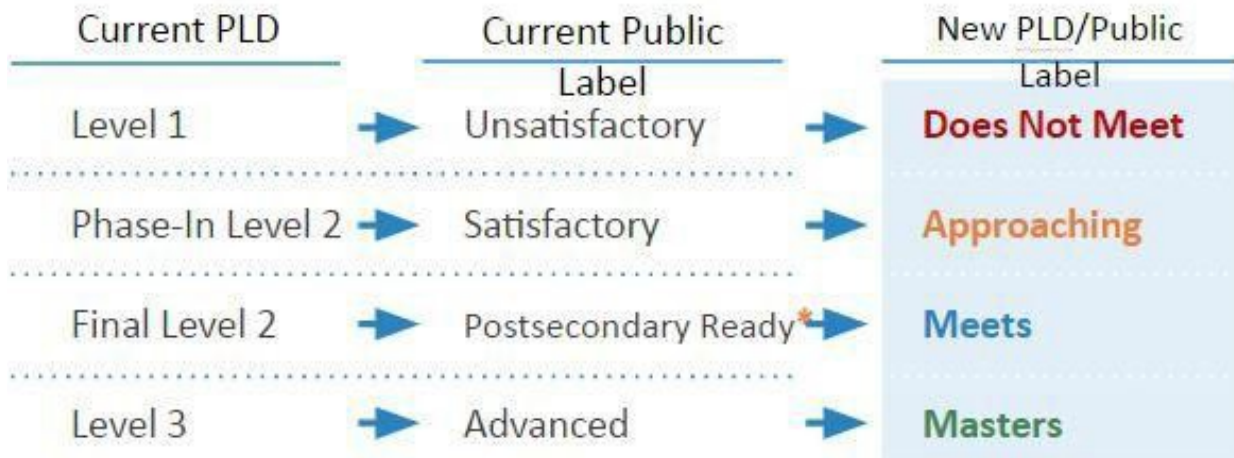 Current PLD Current Public Label New PLD/Public Label
Level 1 Unsatisfactory Does Not Meet
Phase-In Level 2 Satisfactory Approaching
Final Level 2 Postsecondary Ready* Meets
Level 3 Advanced Masters